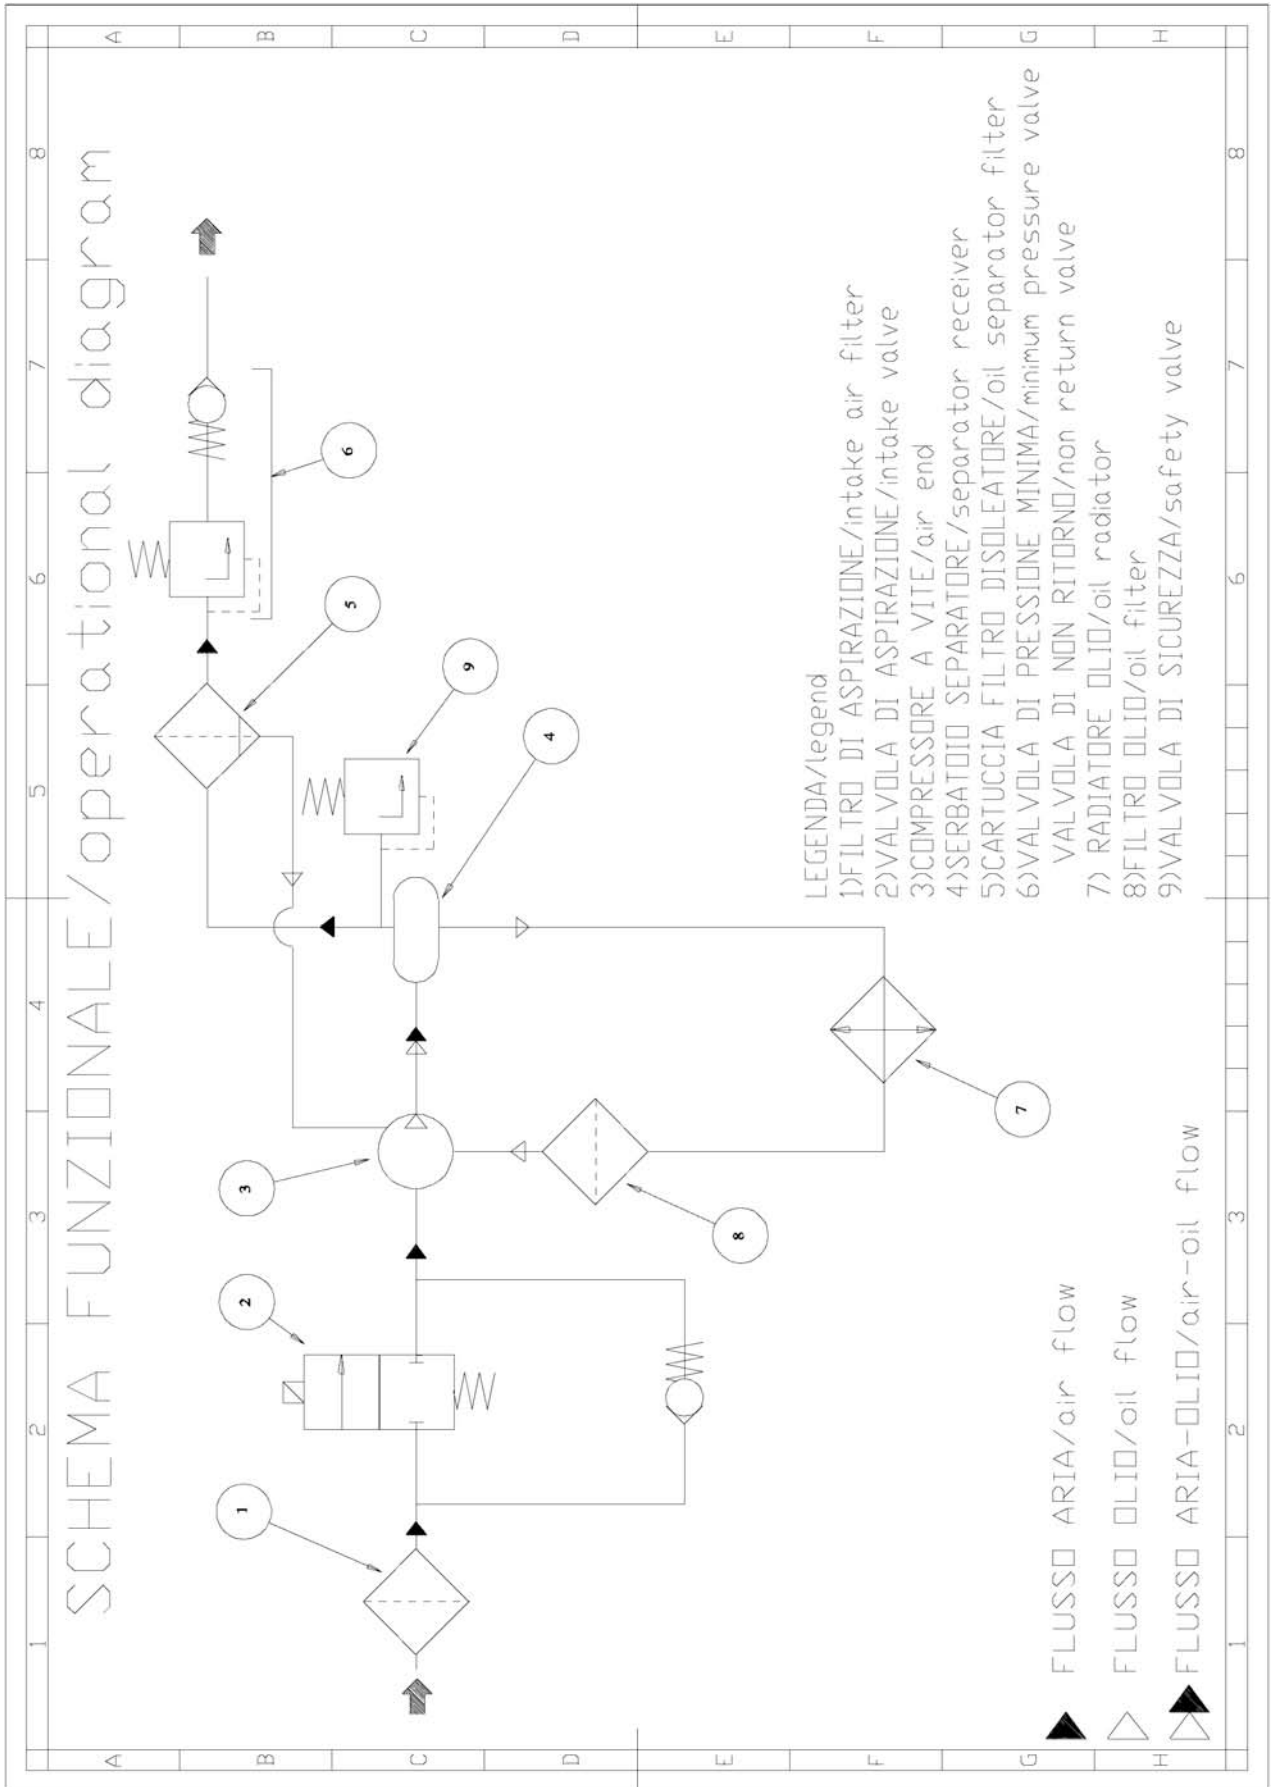 1 2 3 4 5 6 7 8
A
B
C
D
E
F
G
H
SCHEMA FUNZIONALE/operational diagram
1
2
3
4
5
6
7
8
9
LEGENDA/legend
1)FILTRO DI ASPIRAZIONE/intake air filter
2)VALVOLA DI ASPIRAZIONE/intake valve
3)COMPRESSORE A VITE/air end
4)SERBATOIO SEPARATORE/separator receiver
5)CARTUCCIA FILTRO DISOLEATORE/oil separator filter
6)VALVOLA DI PRESSIONE MINIMA/minimum pressure valve
VALVOLA DI NON RITORNO/non return valve
7) RADIATORE OLIO/oil radiator
8)FILTRO OLIO/oil filter
9)VALVOLA DI SICUREZZA/safety valve
FLUSSO ARIA/air flow
FLUSSO OLIO/oil flow
FLUSSO ARIA-OLIO/air-oil flow
A
B
C
D
E
F
G
H
1 2 3 4 5 6 7 8